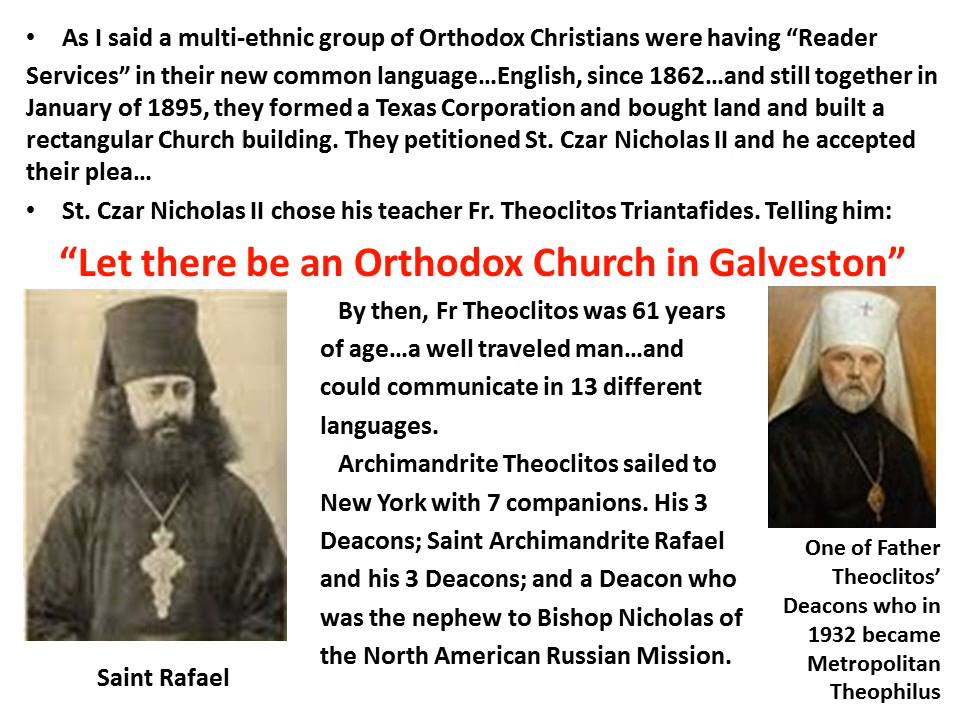 • As I said a multi-ethnic group of Orthodox Christians were having “Reader
Services” in their new common language…English, since 1862…and still together in
January of 1895, they formed a Texas Corporation and bought land and built a
rectangular Church building. They petitioned St. Czar Nicholas II and he accepted
their plea…
• St. Czar Nicholas II chose his teacher Fr. Theoclitos Triantafides. Telling him:
“Let there be an Orthodox Church in Galveston”
By then, Fr Theoclitos was 61 years
of age…a well traveled man…and
could communicate in 13 different
languages.
Archimandrite Theoclitos sailed to
New York with 7 companions. His 3
Deacons; Saint Archimandrite Rafael
and his 3 Deacons; and a Deacon who
was the nephew to Bishop Nicholas of
the North American Russian Mission.
Saint Rafael
One of Father
Theoclitos’
Deacons who in
1932 became
Metropolitan
Theophilus